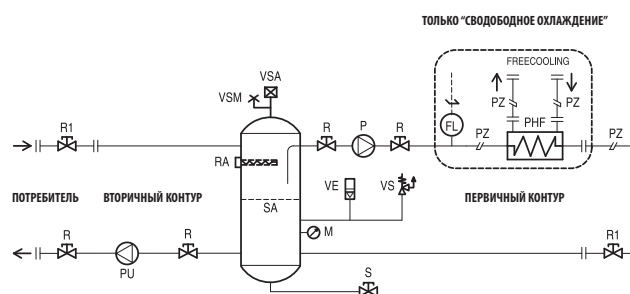 ТОЛЬКО "СВОДОБОДНОЕ ОХЛАЖДЕНИЕ"
FREECOOLING
VSA
VSM
PZ
PZ
R1
R
P
R
FL
PZ
PHF
PZ
RA
VE
VS
ПОТРЕБИТЕЛЬ
ВТОРИЧНЫЙ КОНТУР
SA
ПЕРВИЧНЫЙ КОНТУР
R
R
M
R1
PU
S